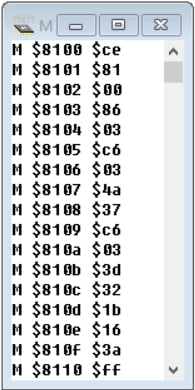 MEM M
M $8100 $ce
M $8101 $81
M $8102 $00
M $8103 $86
M $8104 $03
M $8105 $c6
M $8106 $03
M $8107 $4a
M $8108 $37
M $8109 $c6
M $810a $03
M $810b $3d
M $810c $32
M $810d $1b
M $810e $16
M $810f $3a
M $8110 $ff